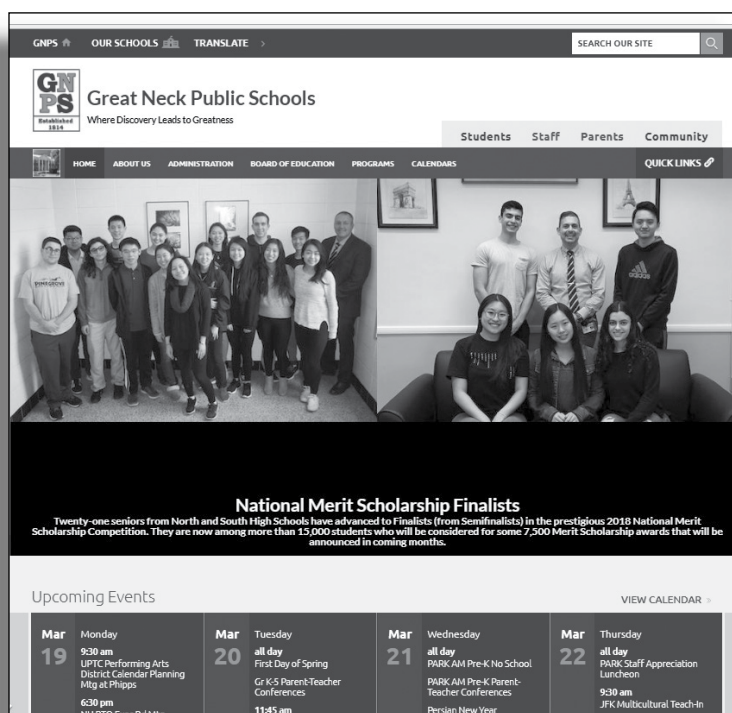 GNPS OUR SCHOOLS TRANSLATE > SEARCH OUR SITE
GN
PS
Established
1814
Great Neck Public Schools
Where Discovery Leads to Greatness
Students Staff Parents Community
HOME ABOUT US ADMINISTRATION BOARD OF EDUCATION PROGRAMS CALENDARS QUICK LINKS
adidas
National Merit Scholarship Finalists
Twenty-one seniors from North and South High Schools have advanced to Finalists (from Semifinalists) in the prestigious 2018 National Merit
Scholarship Competition. They are now among more than 15,000 students who will be considered for some 7,500 Merit Scholarship awards that will be
announced in coming months.
Upcoming Events
VIEW CALENDAR »
Mar
19
Monday
9:30 am
UPTC Performing Arts
District Calendar Planning
Mtg at Phipps
6:30 pm
Mar
20
Tuesday
all day
First Day of Spring
Gr K-5 Parent-Teacher
Conferences
11:45 am
Mar
21
Wednesday
all day
PARK AM Pre-K No School
PARK AM Pre-K Parent-
Teacher Conferences
Persian New Year
Mar
22
Thursday
all day
PARK Staff Appreciation
Luncheon
9:30 am
JFK Multicultural Teach-In